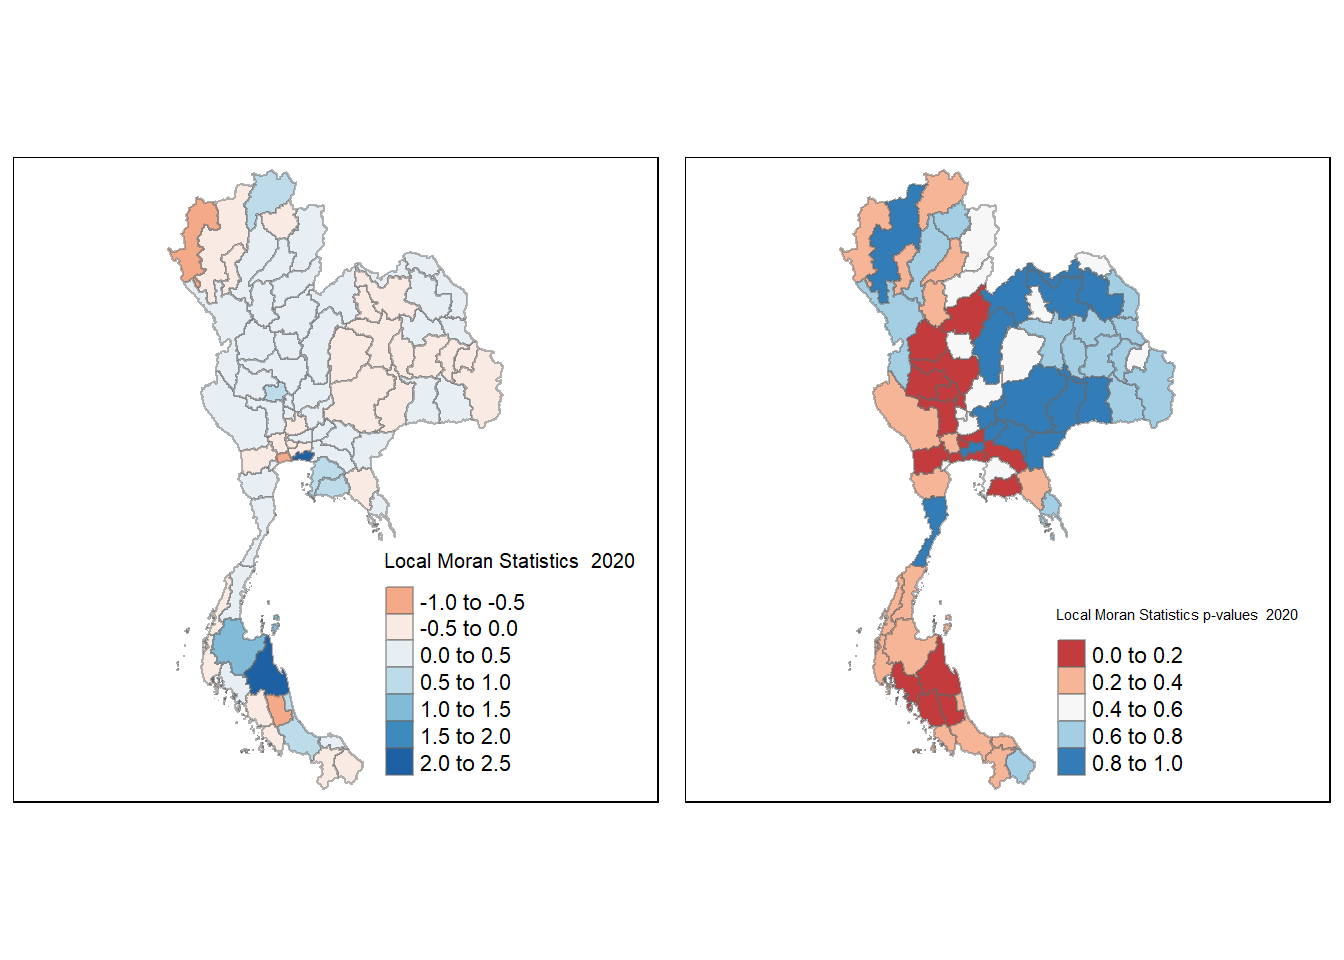 Local Moran Statistics  2020
-1.0 to -0.5
-0.5 to 0.0
0.0 to 0.5
0.5 to 1.0
1.0 to 1.5
1.5 to 2.0
2.0 to 2.5
Local Moran Statistics p-values  2020
0.0 to 0.2
0.2 to 0.4
0.4 to 0.6
0.6 to 0.8
0.8 to 1.0